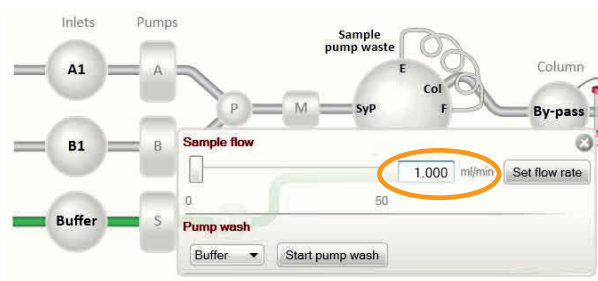 Inlets
Pumps
Sample
pump waste
E
Column
A1
A
Col
P
M
SyP
F
By-pass
B1
B
Sample flow
1.000 ml/min
Set flow rate
0
50
Buffer
S
Pump wash
Buffer
Start pump wash